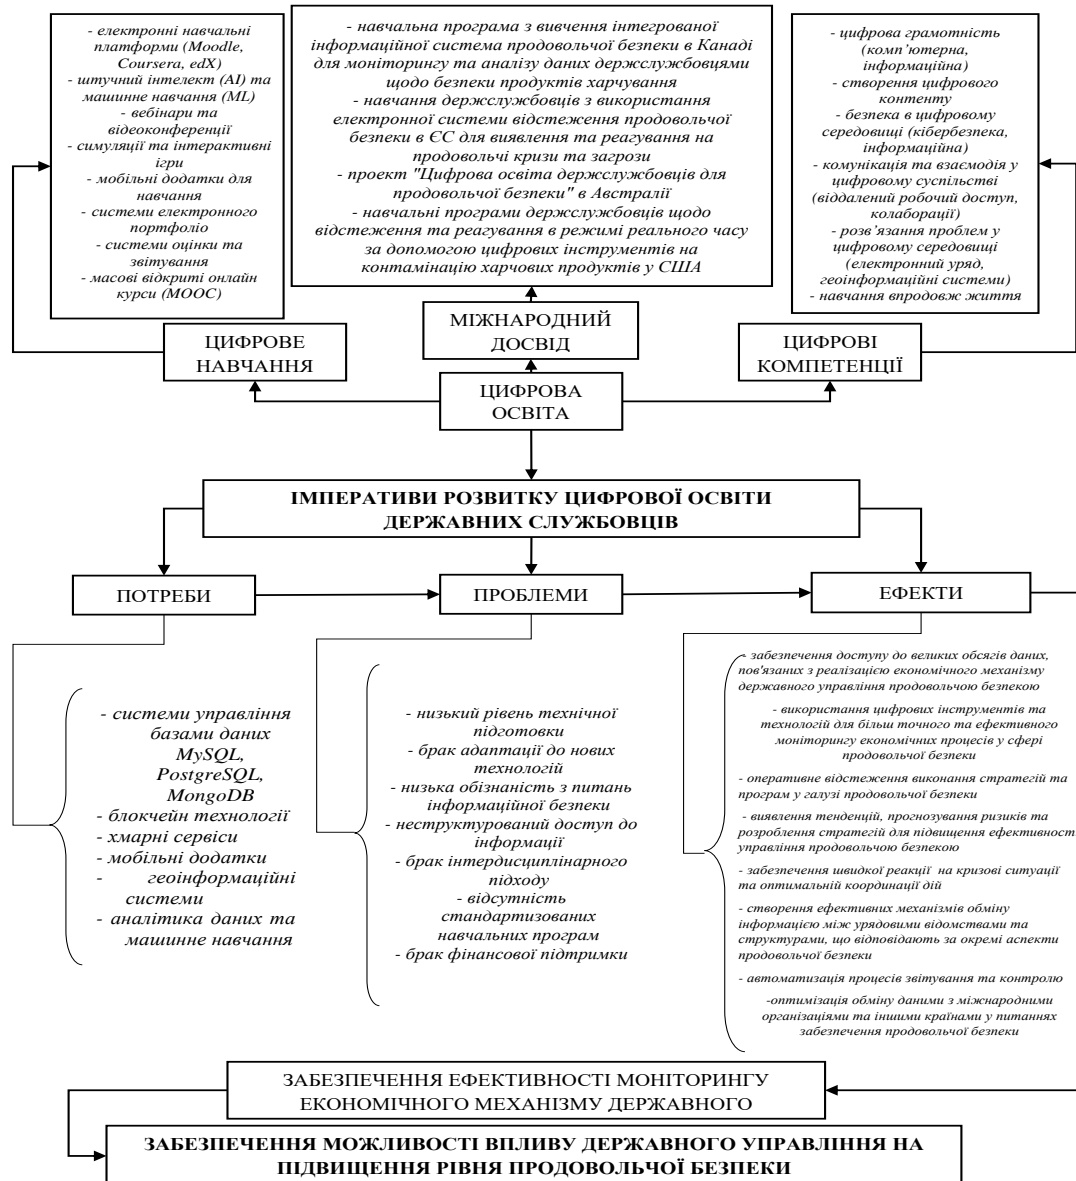 - електронні навчальні
платформи (Moodle,
Coursera, edX)
- штучний інтелект (AI) та
машинне навчання (ML)
- вебінари та
відеоконференції
- симуляції та інтерактивні
ігри
- мобільні додатки для
навчання
- системи електронного
портфоліо
- системи оцінки та
звітування
- масові відкриті онлайн
курси (MOOC)
- навчальна програма з вивчення інтегрованої
інформаційної система продовольчої безпеки в Канаді
для моніторингу та аналізу даних держслужбовцями
щодо безпеки продуктів харчування
- навчання держслужбовців з використання
електронної системи відстеження продовольчої
безпеки в ЄС для виявлення та реагування на
продовольчі кризи та загрози
- проект "Цифрова освіта держслужбовців для
продовольчої безпеки" в Австралії
- навчальні програми держслужбовців щодо
відстеження та реагування в режимі реального часу
за допомогою цифрових інструментів на
контамінацію харчових продуктів у США
- цифрова грамотність
(комп’ютерна,
інформаційна)
- створення цифрового
контенту
- безпека в цифровому
середовищі (кібербезпека,
інформаційна)
- комунікація та взаємодія у
цифровому суспільстві
(віддалений робочий доступ,
колаборації)
- розв’язання проблем у
цифровому середовищі
(електронний уряд,
геоінформаційні системи)
- навчання впродовж життя
ЦИФРОВЕ
НАВЧАННЯ
МІЖНАРОДНИЙ
ДОСВІД
ЦИФРОВІ
КОМПЕТЕНЦІЇ
ЦИФРОВА
ОСВІТА
ІМПЕРАТИВИ РОЗВИТКУ ЦИФРОВОЇ ОСВІТИ
ДЕРЖАВНИХ СЛУЖБОВЦІВ
ПОТРЕБИ
ПРОБЛЕМИ
ЕФЕКТИ
- системи управління
базами даних
MySQL,
PostgreSQL,
MongoDB
- блокчейн технології
- хмарні сервіси
- мобільні додатки
- геоінформаційні
системи
- аналітика даних та
машинне навчання
- низький рівень технічної
підготовки
- брак адаптації до нових
технологій
- низька обізнаність з питань
інформаційної безпеки
- неструктурований доступ до
інформації
- брак інтердисциплінарного
підходу
- відсутність
стандартизованих
навчальних програм
- брак фінансової підтримки
- забезпечення доступу до великих обсягів даних,
пов'язаних з реалізацією економічного механізму
державного управління продовольчою безпекою
- використання цифрових інструментів та
технологій для більш точного та ефективного
моніторингу економічних процесів у сфері
продовольчої безпеки
- оперативне відстеження виконання стратегій та
програм у галузі продовольчої безпеки
- виявлення тенденцій, прогнозування ризиків та
розроблення стратегій для підвищення ефективност
управління продовольчою безпекою
- забезпечення швидкої реакції на кризові ситуації
та оптимальній координації дій
- створення ефективних механізмів обміну
інформацією між урядовими відомствами та
структурами, що відповідають за окремі аспекти
продовольчої безпеки
- автоматизація процесів звітування та контролю
-оптимізація обміну даними з міжнародними
організаціями та іншими країнами у питаннях
забезпечення продовольчої безпеки
ЗАБЕЗПЕЧЕННЯ ЕФЕКТИВНОСТІ МОНІТОРИНГУ
ЕКОНОМІЧНОГО МЕХАНІЗМУ ДЕРЖАВНОГО
ЗАБЕЗПЕЧЕННЯ МОЖЛИВОСТІ ВПЛИВУ ДЕРЖАВНОГО УПРАВЛІННЯ НА
ПІДВИЩЕННЯ РІВНЯ ПРОДОВОЛЬЧОЇ БЕЗПЕКИ